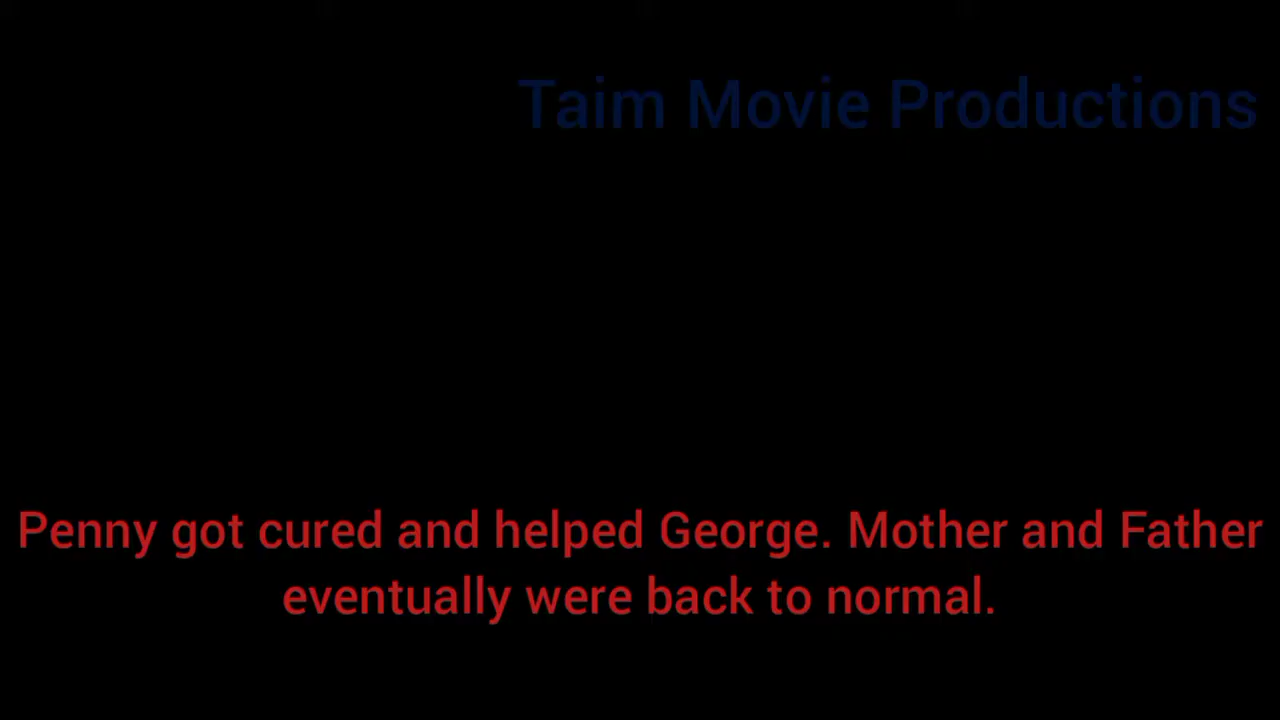 Taim Movie Productions
Penny got cured and helped George. Mother and Father
eventually were back to normal.